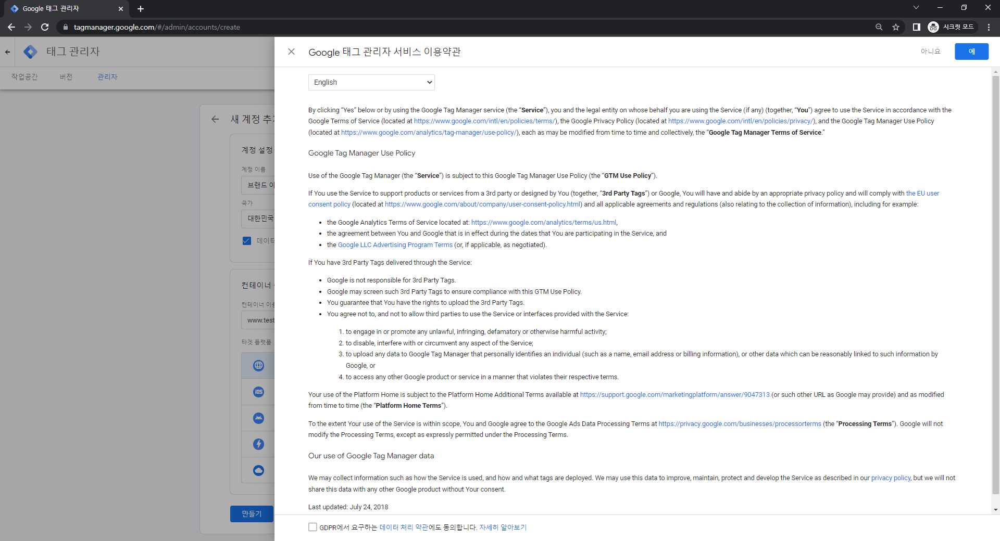 Google 태그 관리자
tagmanager.google.com/#/admin/accounts/create
시크릿 모드
태그 관리자
작업공간 버전 관리자
새 계정 추가
계정 설정
계정 이름
브랜드 이
국가
대한민국
데이터
컨테이너
컨테이너 이름
www.test
타겟 플랫폼
iOS
만들기
Google 태그 관리자 서비스 이용약관
아니요 예
English
By clicking “Yes” below or by using the Google Tag Manager service (the “Service”), you and the legal entity on whose behalf you are using the Service (if any) (together, “You”) agree to use the Service in accordance with the
Google Terms of Service (located at https://www.google.com/intl/en/policies/terms/), the Google Privacy Policy (located at https://www.google.com/intl/en/policies/privacy/), and the Google Tag Manager Use Policy
(located at https://www.google.com/analytics/tag-manager/use-policy/), each as may be modified from time to time and collectively, the “Google Tag Manager Terms of Service.”
Google Tag Manager Use Policy
Use of the Google Tag Manager (the “Service”) is subject to this Google Tag Manager Use Policy (the “GTM Use Policy”).
If You use the Service to support products or services from a 3rd party or designed by You (together, “3rd Party Tags”) or Google, You will have and abide by an appropriate privacy policy and will comply with the EU user
consent policy (located at https://www.google.com/about/company/user-consent-policy.html) and all applicable agreements and regulations (also relating to the collection of information), including for example:
• the Google Analytics Terms of Service located at: https://www.google.com/analytics/terms/us.html,
• the agreement between You and Google that is in effect during the dates that You are participating in the Service, and
• the Google LLC Advertising Program Terms (or, if applicable, as negotiated).
If You have 3rd Party Tags delivered through the Service:
• Google is not responsible for 3rd Party Tags.
• Google may screen such 3rd Party Tags to ensure compliance with this GTM Use Policy.
• You guarantee that You have the rights to upload the 3rd Party Tags.
• You agree not to, and not to allow third parties to use the Service or interfaces provided with the Service:
1. to engage in or promote any unlawful, infringing, defamatory or otherwise harmful activity;
2. to disable, interfere with or circumvent any aspect of the Service;
3. to upload any data to Google Tag Manager that personally identifies an individual (such as a name, email address or billing information), or other data which can be reasonably linked to such information by
Google, or
4. to access any other Google product or service in a manner that violates their respective terms.
Your use of the Platform Home is subject to the Platform Home Additional Terms available at https://support.google.com/marketingplatform/answer/9047313 (or such other URL as Google may provide) and as modified
from time to time (the “Platform Home Terms”).
To the extent Your use of the Service is within scope, You and Google agree to the Google Ads Data Processing Terms at https://privacy.google.com/businesses/processorterms (the “Processing Terms”). Google will not
modify the Processing Terms, except as expressly permitted under the Processing Terms.
Our use of Google Tag Manager data
We may collect information such as how the Service is used, and how and what tags are deployed. We may use this data to improve, maintain, protect and develop the Service as described in our privacy policy, but we will not
share this data with any other Google product without Your consent.
Last updated: July 24, 2018
GDPR에서 요구하는 데이터 처리 약관에도 동의합니다. 자세히 알아보기